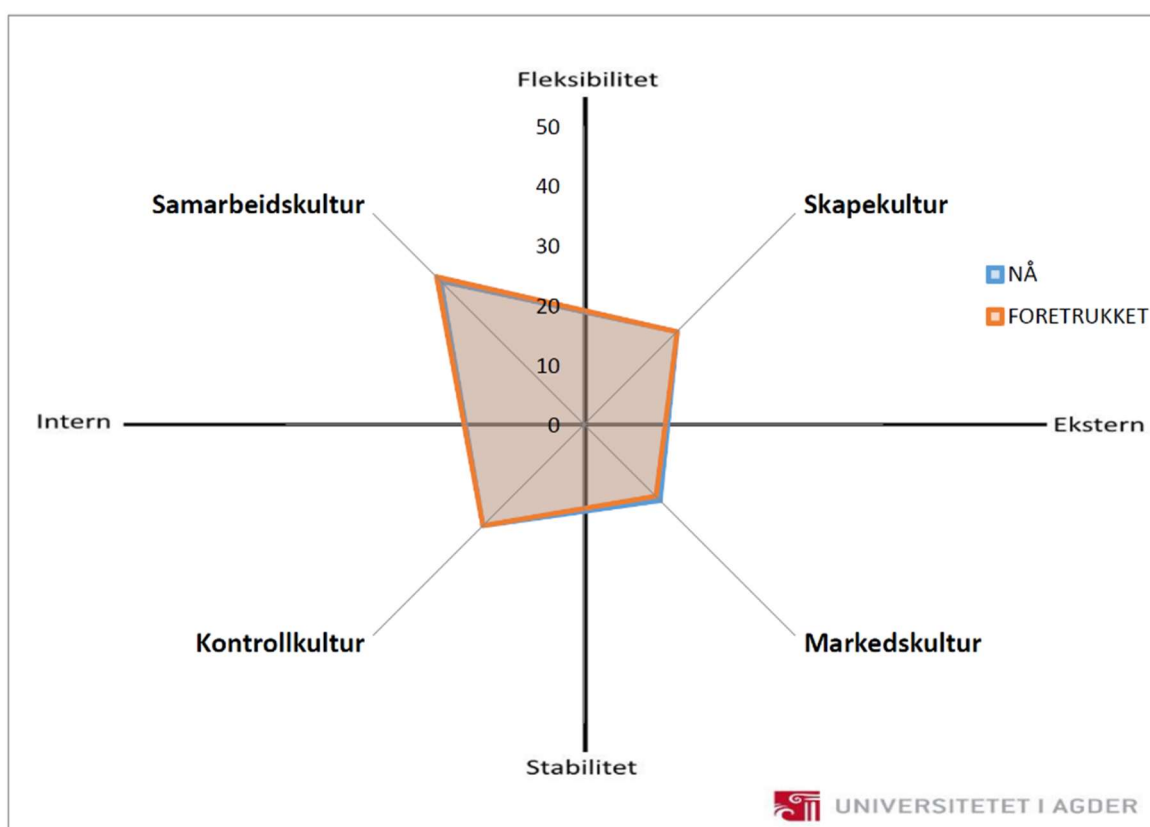 Fleksibilitet
50
40
Samarbeidskultur
Skapekultur
30
NÅ
20
FORETRUKKET
10
Intern
0
Ekstern
Kontrollkultur
Markedskultur
Stabilitet
UNIVERSITETET I AGDER